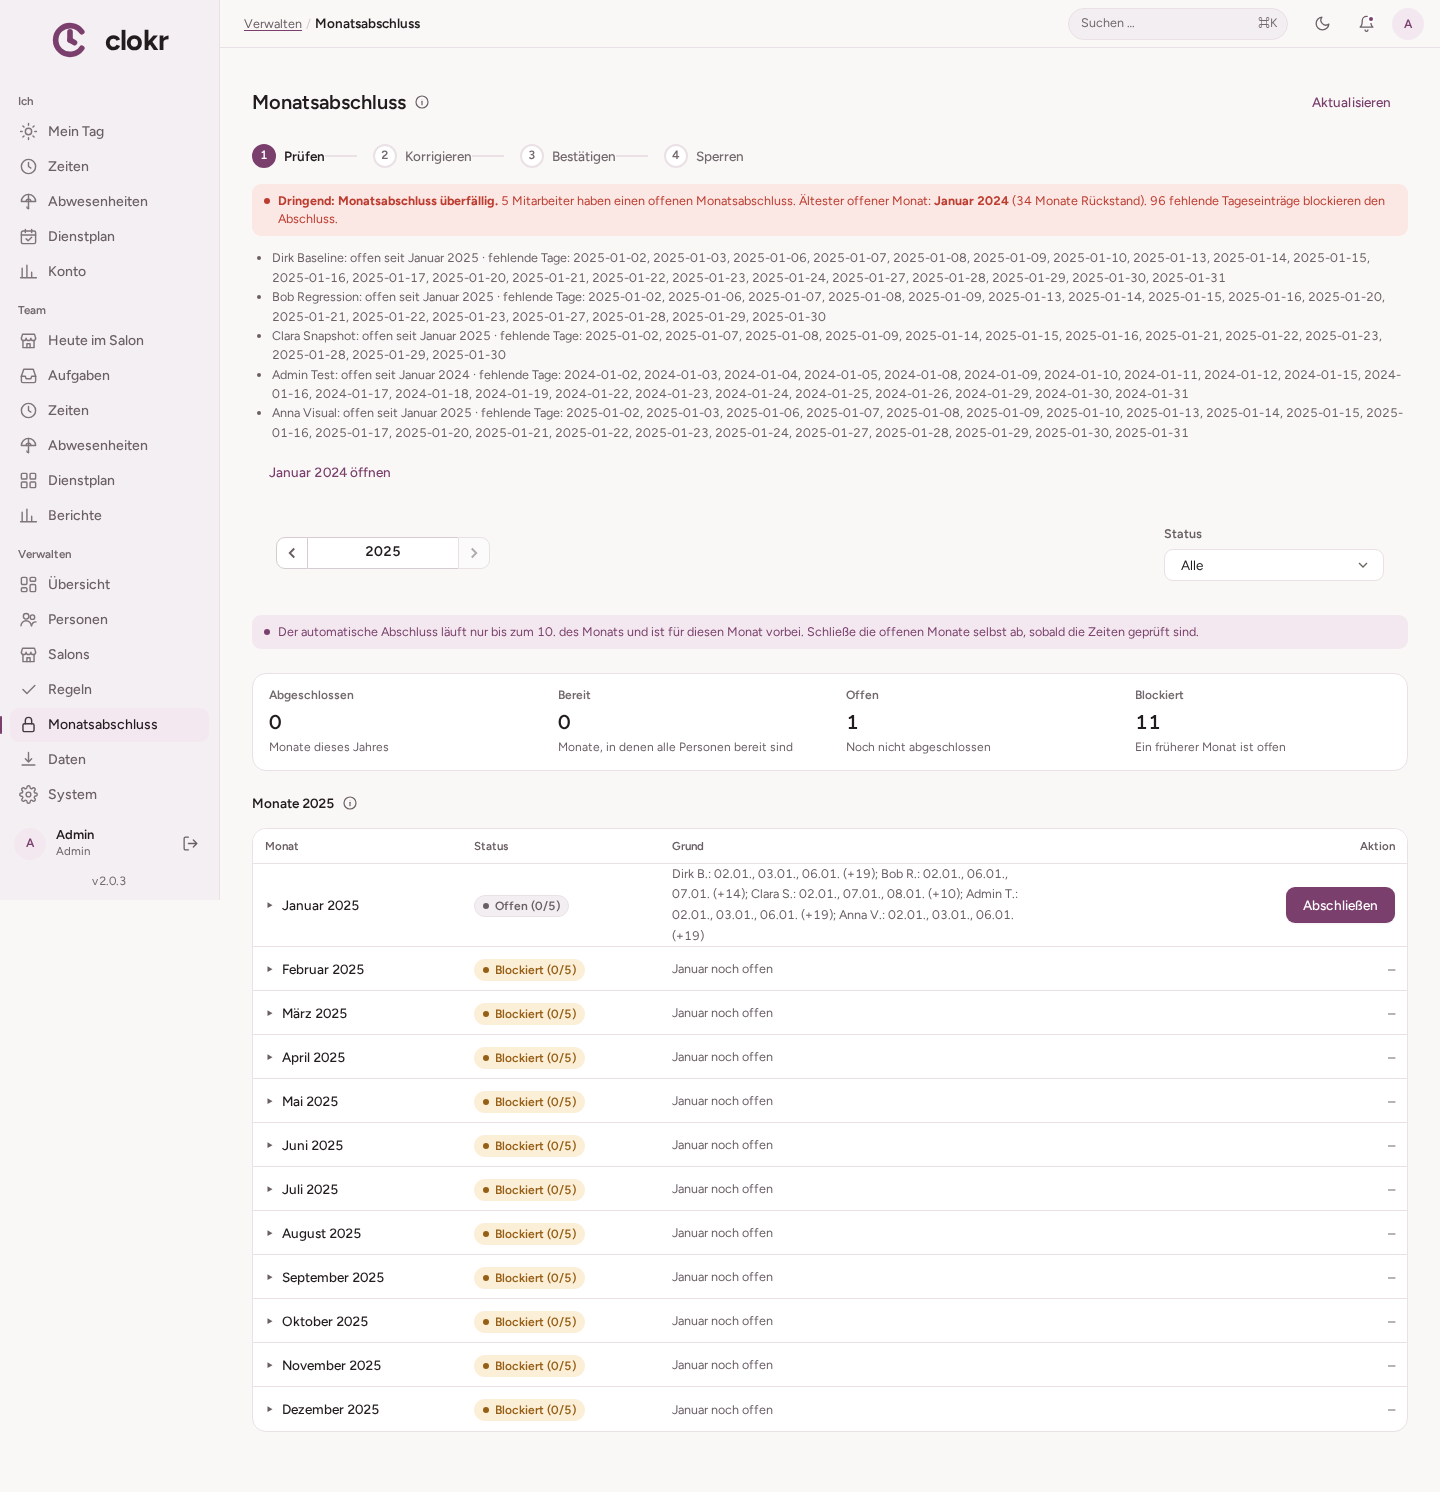 clokr
Verwalten / Monatsabschluss
Suchen ...
⌘K
A
Ich
Mein Tag
Zeiten
Abwesenheiten
Dienstplan
Konto
Team
Heute im Salon
Aufgaben
Zeiten
Abwesenheiten
Dienstplan
Berichte
Verwalten
Übersicht
Personen
Salons
Regeln
Monatsabschluss
Daten
System
A
Admin
Admin
v2.0.3
Monatsabschluss
Aktualisieren
1 Prüfen
2 Korrigieren
3 Bestätigen
4 Sperren
Dringend: Monatsabschluss überfällig. 5 Mitarbeiter haben einen offenen Monatsabschluss. Ältester offener Monat: Januar 2024 (34 Monate Rückstand). 96 fehlende Tageseinträge blockieren den
Abschluss.
• Dirk Baseline: offen seit Januar 2025 · fehlende Tage: 2025-01-02, 2025-01-03, 2025-01-06, 2025-01-07, 2025-01-08, 2025-01-09, 2025-01-10, 2025-01-13, 2025-01-14, 2025-01-15,
2025-01-16, 2025-01-17, 2025-01-20, 2025-01-21, 2025-01-22, 2025-01-23, 2025-01-24, 2025-01-27, 2025-01-28, 2025-01-29, 2025-01-30, 2025-01-31
• Bob Regression: offen seit Januar 2025 · fehlende Tage: 2025-01-02, 2025-01-06, 2025-01-07, 2025-01-08, 2025-01-09, 2025-01-13, 2025-01-14, 2025-01-15, 2025-01-16, 2025-01-20,
2025-01-21, 2025-01-22, 2025-01-23, 2025-01-27, 2025-01-28, 2025-01-29, 2025-01-30
• Clara Snapshot: offen seit Januar 2025 · fehlende Tage: 2025-01-02, 2025-01-07, 2025-01-08, 2025-01-09, 2025-01-14, 2025-01-15, 2025-01-16, 2025-01-21, 2025-01-22, 2025-01-23,
2025-01-28, 2025-01-29, 2025-01-30
• Admin Test: offen seit Januar 2024 · fehlende Tage: 2024-01-02, 2024-01-03, 2024-01-04, 2024-01-05, 2024-01-08, 2024-01-09, 2024-01-10, 2024-01-11, 2024-01-12, 2024-01-15, 2024-
01-16, 2024-01-17, 2024-01-18, 2024-01-19, 2024-01-22, 2024-01-23, 2024-01-24, 2024-01-25, 2024-01-26, 2024-01-29, 2024-01-30, 2024-01-31
• Anna Visual: offen seit Januar 2025 · fehlende Tage: 2025-01-02, 2025-01-03, 2025-01-06, 2025-01-07, 2025-01-08, 2025-01-09, 2025-01-10, 2025-01-13, 2025-01-14, 2025-01-15, 2025-
01-16, 2025-01-17, 2025-01-20, 2025-01-21, 2025-01-22, 2025-01-23, 2025-01-24, 2025-01-27, 2025-01-28, 2025-01-29, 2025-01-30, 2025-01-31
Januar 2024 öffnen
2025
Status
Alle
Der automatische Abschluss läuft nur bis zum 10. des Monats und ist für diesen Monat vorbei. Schließe die offenen Monate selbst ab, sobald die Zeiten geprüft sind.
Abgeschlossen
0
Monate dieses Jahres
Bereit
0
Monate, in denen alle Personen bereit sind
Offen
1
Noch nicht abgeschlossen
Blockiert
11
Ein früherer Monat ist offen
Monate 2025
Monat Status Grund Aktion
Januar 2025 Offen (0/5)
Dirk B.: 02.01., 03.01., 06.01. (+19); Bob R.: 02.01., 06.01.,
07.01. (+14); Clara S.: 02.01., 07.01., 08.01. (+10); Admin T.:
02.01., 03.01., 06.01. (+19); Anna V.: 02.01., 03.01., 06.01.
(+19)
Abschließen
Februar 2025 Blockiert (0/5) Januar noch offen –
März 2025 Blockiert (0/5) Januar noch offen –
April 2025 Blockiert (0/5) Januar noch offen –
Mai 2025 Blockiert (0/5) Januar noch offen –
Juni 2025 Blockiert (0/5) Januar noch offen –
Juli 2025 Blockiert (0/5) Januar noch offen –
August 2025 Blockiert (0/5) Januar noch offen –
September 2025 Blockiert (0/5) Januar noch offen –
Oktober 2025 Blockiert (0/5) Januar noch offen –
November 2025 Blockiert (0/5) Januar noch offen –
Dezember 2025 Blockiert (0/5) Januar noch offen –